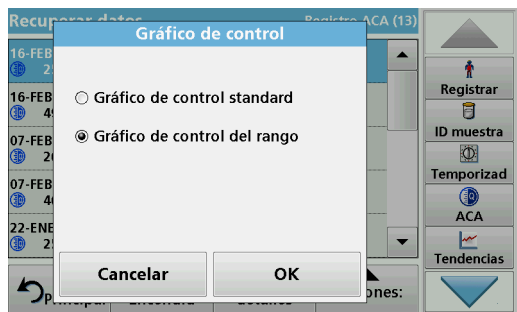 Recuperar datos
Registro ACA (13)
Gráfico de control
16-FEB
16-FEB
07-FEB
07-FEB
22-ENE
Gráfico de control standard
Gráfico de control del rango
Cancelar
OK
Principal
Detalles
Registrar
ID muestra
Temporizad
ACA
Tendencias